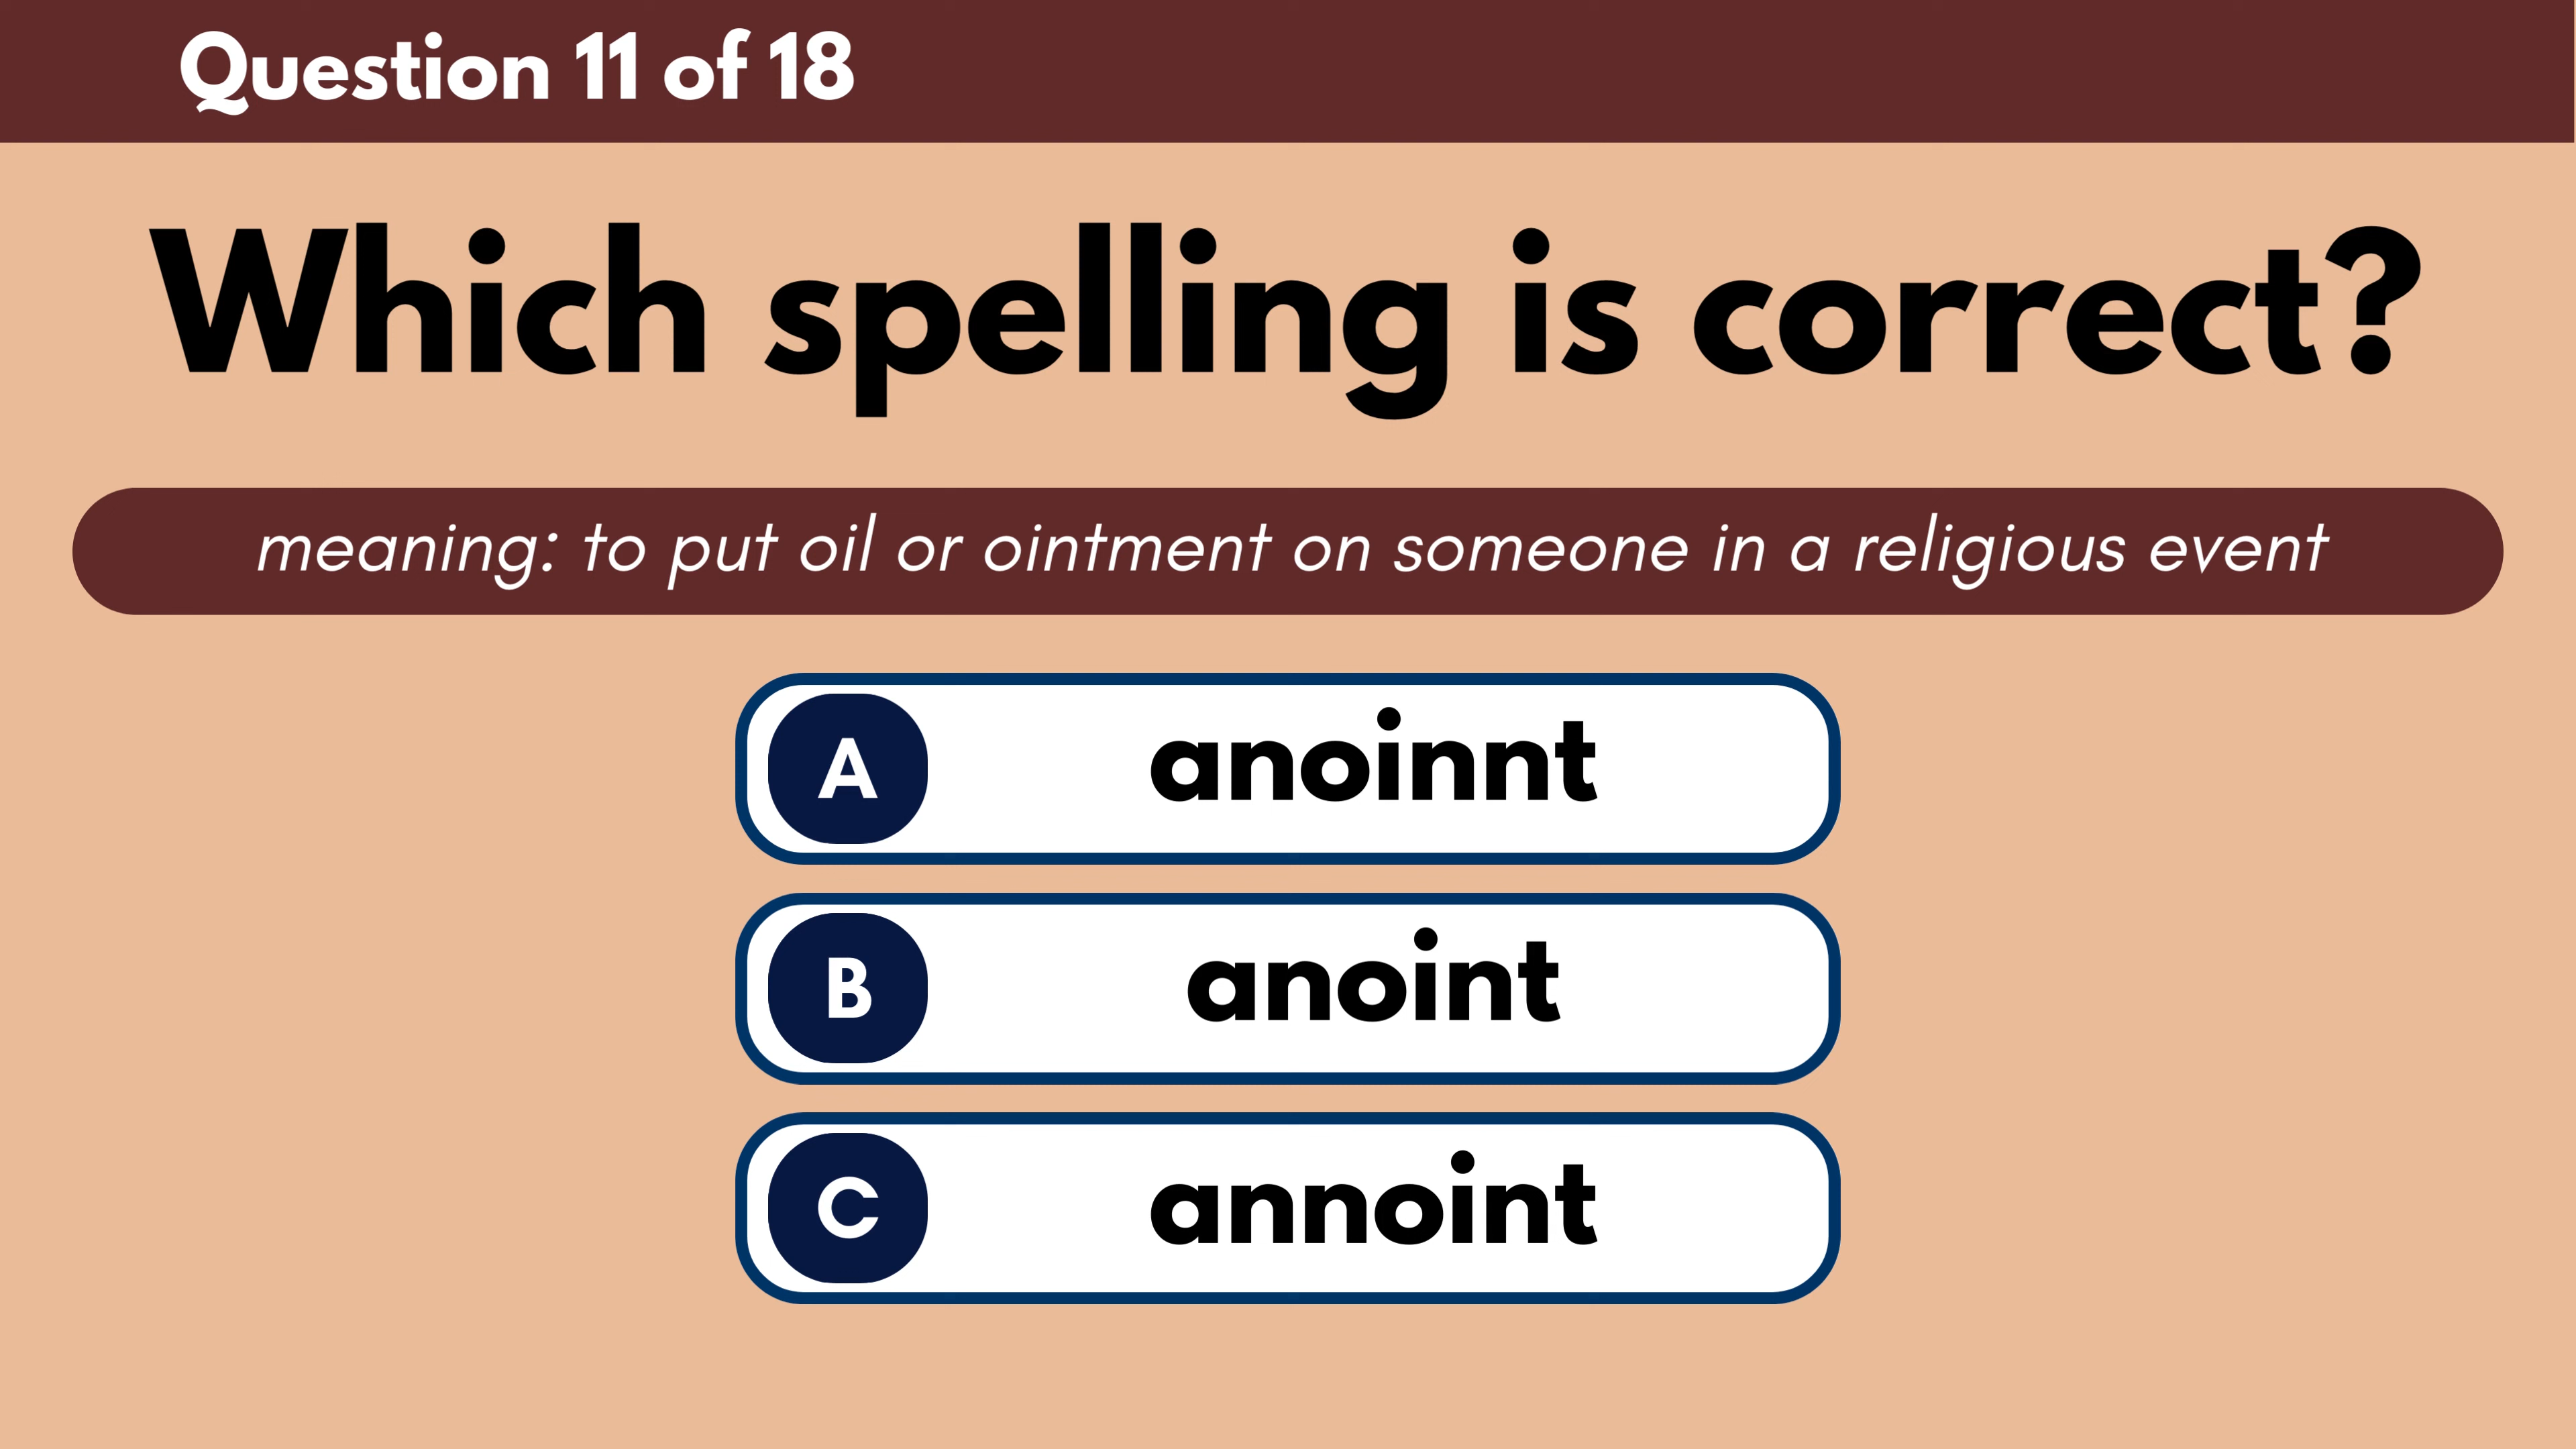 Question 11 of 18
Which spelling is correct?
meaning: to put oil or ointment on someone in a religious event
A anoinnt
B anoint
C annoint